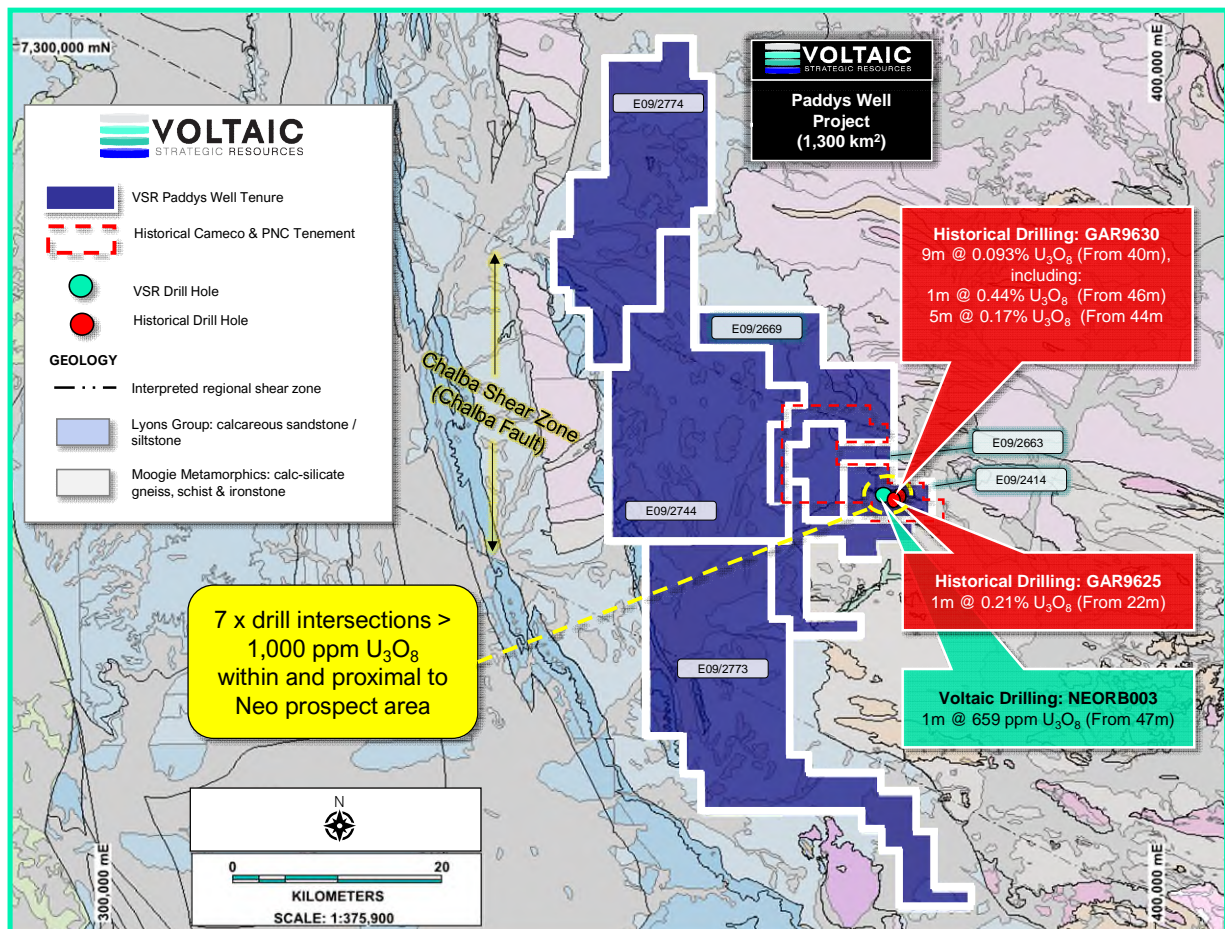 7,300,000 mN
400,000 mE
VOLTAIC
STRATEGIC RESOURCES
Paddys Well
Project
(1,300 km²)
VOLTAIC
STRATEGIC RESOURCES
VSR Paddys Well Tenure
Historical Cameco & PNC Tenement
VSR Drill Hole
Historical Drill Hole
GEOLOGY
Interpreted regional shear zone
Lyons Group: calcareous sandstone /
siltstone
Moogie Metamorphics: calc-silicate
gneiss, schist & ironstone
E09/2774
E09/2669
Historical Drilling: GAR9630
9m @ 0.093% U₃O₈ (From 40m),
including:
1m @ 0.44% U₃O₈ (From 46m)
5m @ 0.17% U₃O₈ (From 44m
Chalba Shear Zone
(Chalba Fault)
E09/2663
E09/2414
E09/2744
Historical Drilling: GAR9625
1m @ 0.21% U₃O₈ (From 22m)
7 x drill intersections >
1,000 ppm U₃O₈
within and proximal to
Neo prospect area
E09/2773
Voltaic Drilling: NEORB003
1m @ 659 ppm U₃O₈ (From 47m)
N
0 20
KILOMETERS
SCALE: 1:375,900
300,000 mE
400,000 mE